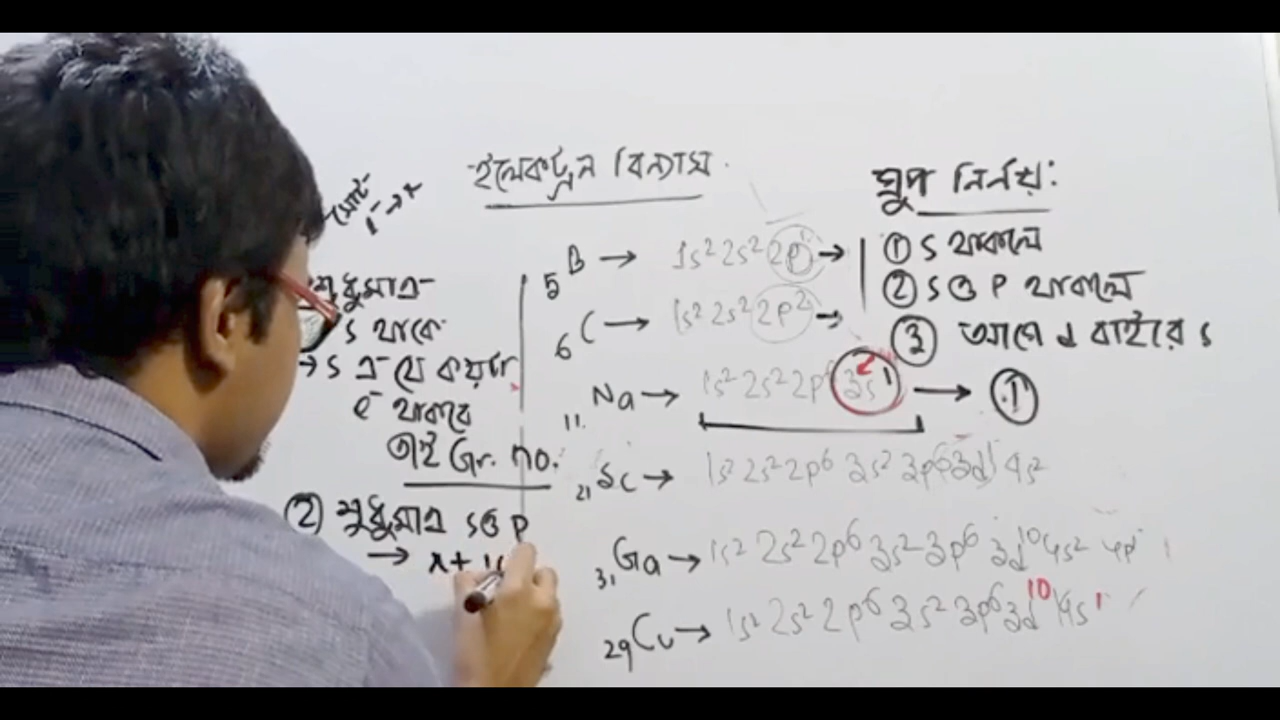 ইলেকট্রন বিন্যাস
গ্রুপ নির্নয়:
① s থাকলে
② s ও p থাকলে
③ আগে d বাইরে s
শুধুমাত্র
s থাকে
→ s এ যে কয়টা
e⁻ থাকবে
তাই Gr. no.
② শুধুমাত্র s ও p
→ x +
₅B → 1s² 2s² 2p¹ →
₆C → 1s² 2s² 2p² →
₁₁Na → 1s² 2s² 2p⁶ 3s¹ → ①
₂₁Sc → 1s² 2s² 2p⁶ 3s² 3p⁶ 3d¹ 4s²
₃₁Ga → 1s² 2s² 2p⁶ 3s² 3p⁶ 3d¹⁰ 4s² 4p¹
₂₉Cu → 1s² 2s² 2p⁶ 3s² 3p⁶ 3d¹⁰ 4s¹